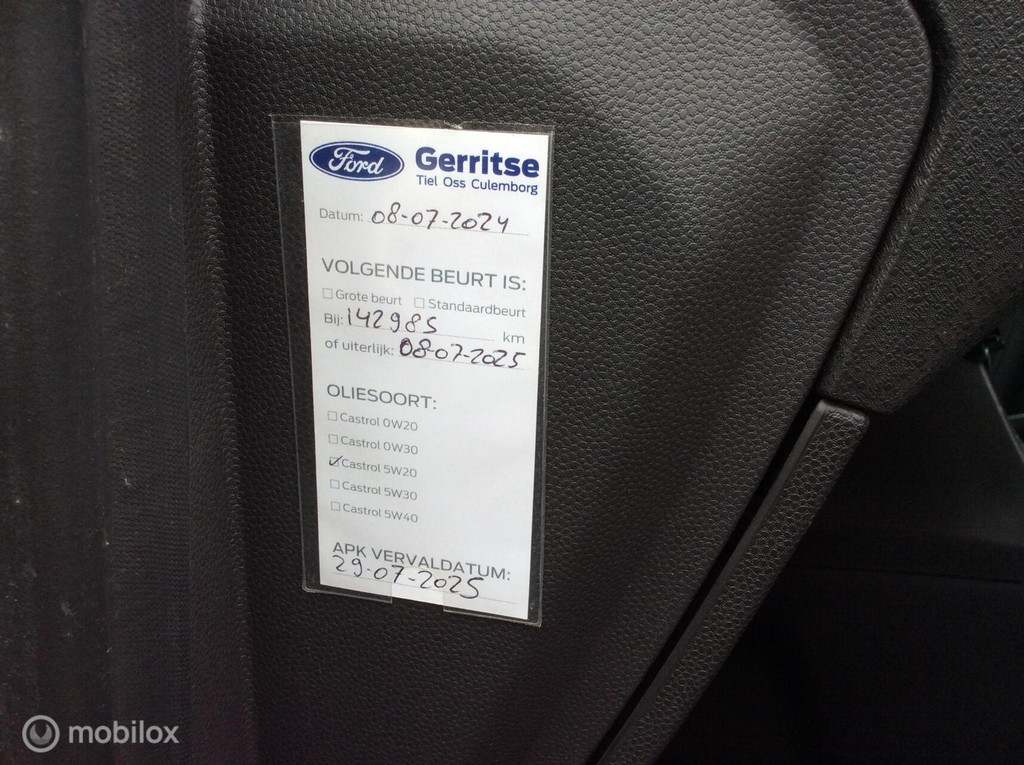 Ford Gerritse
Tiel Oss Culemborg
Datum: 08-07-2024
VOLGENDE BEURT IS:
☐ Grote beurt ☐ Standaardbeurt
Bij: 142985 km
of uiterlijk: 08-07-2025
OLIESOORT:
☐ Castrol 0W20
☐ Castrol 0W30
☑ Castrol 5W20
☐ Castrol 5W30
☐ Castrol 5W40
APK VERVALDATUM:
29-07-2025
mobilox